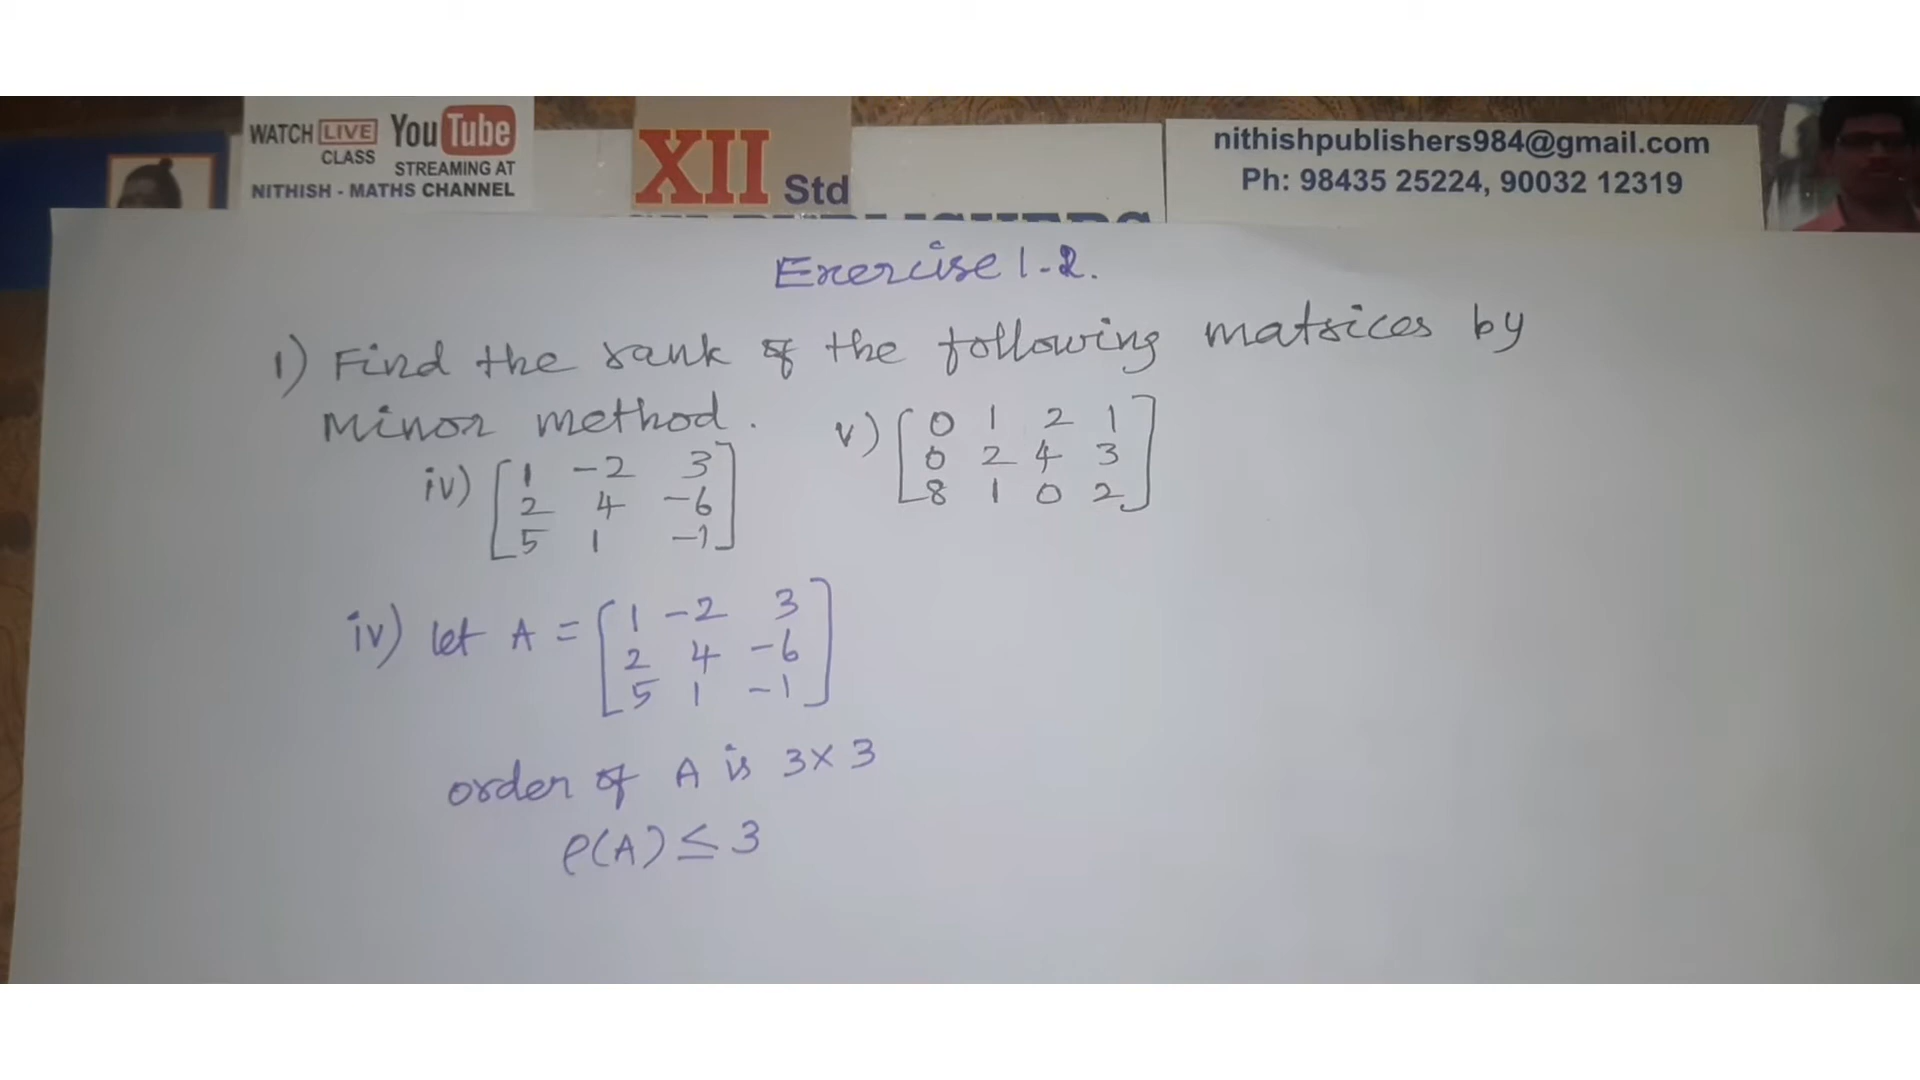 WATCH LIVE YouTube
CLASS STREAMING AT
NITHISH - MATHS CHANNEL
XII Std
nithishpublishers984@gmail.com
Ph: 98435 25224, 90032 12319
Exercise 1-2.
1) Find the rank of the following matrices by
Minor method.
iv) [1 -2 3
2 4 -6
5 1 -1]
v) [0 1 2 1
0 2 4 3
8 1 0 2]
iv) let A = [1 -2 3
2 4 -6
5 1 -1]
order of A is 3×3
ρ(A) ≤ 3